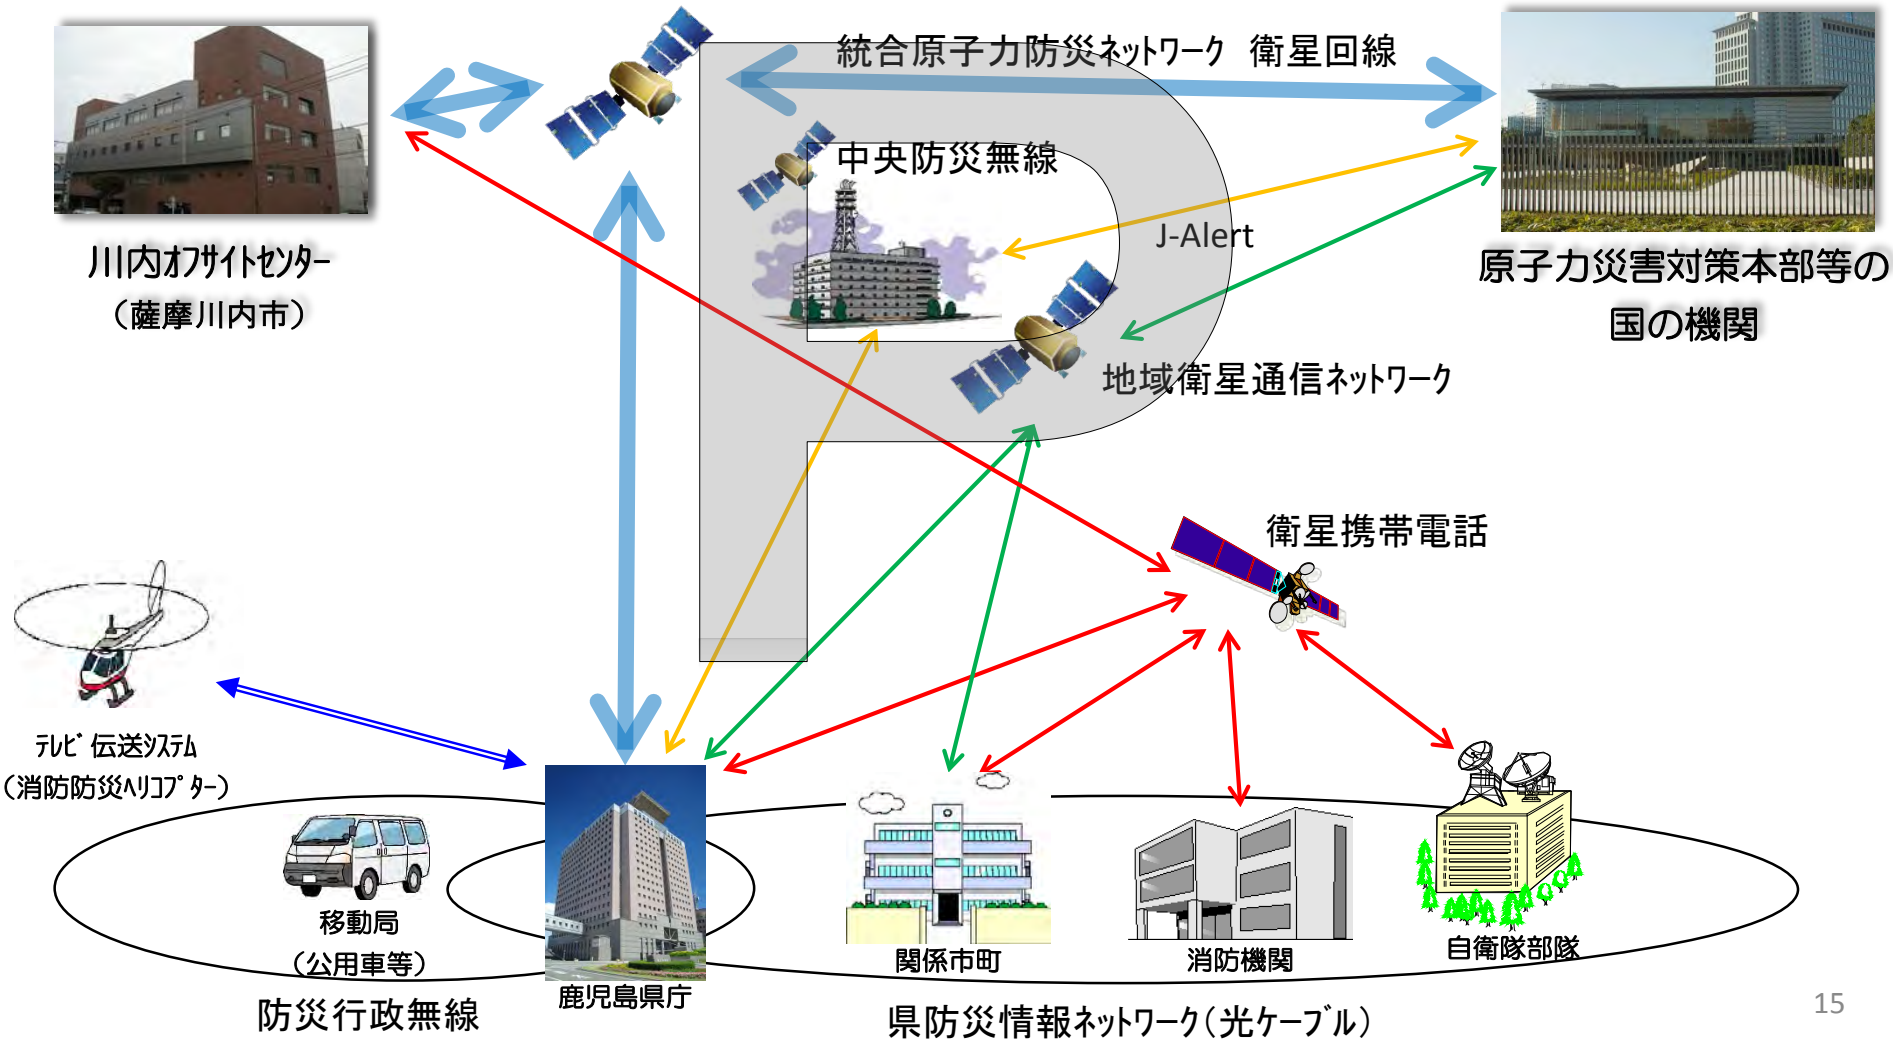 統合原子力防災ネットワーク 衛星回線
中央防災無線
J-Alert
川内オフサイトセンター
（薩摩川内市）
原子力災害対策本部等の
国の機関
地域衛星通信ネットワーク
衛星携帯電話
テレビ伝送システム
（消防防災ヘリコプター）
移動局
（公用車等）
関係市町
消防機関
自衛隊部隊
鹿児島県庁
防災行政無線
県防災情報ネットワーク（光ケーブル）
15
P